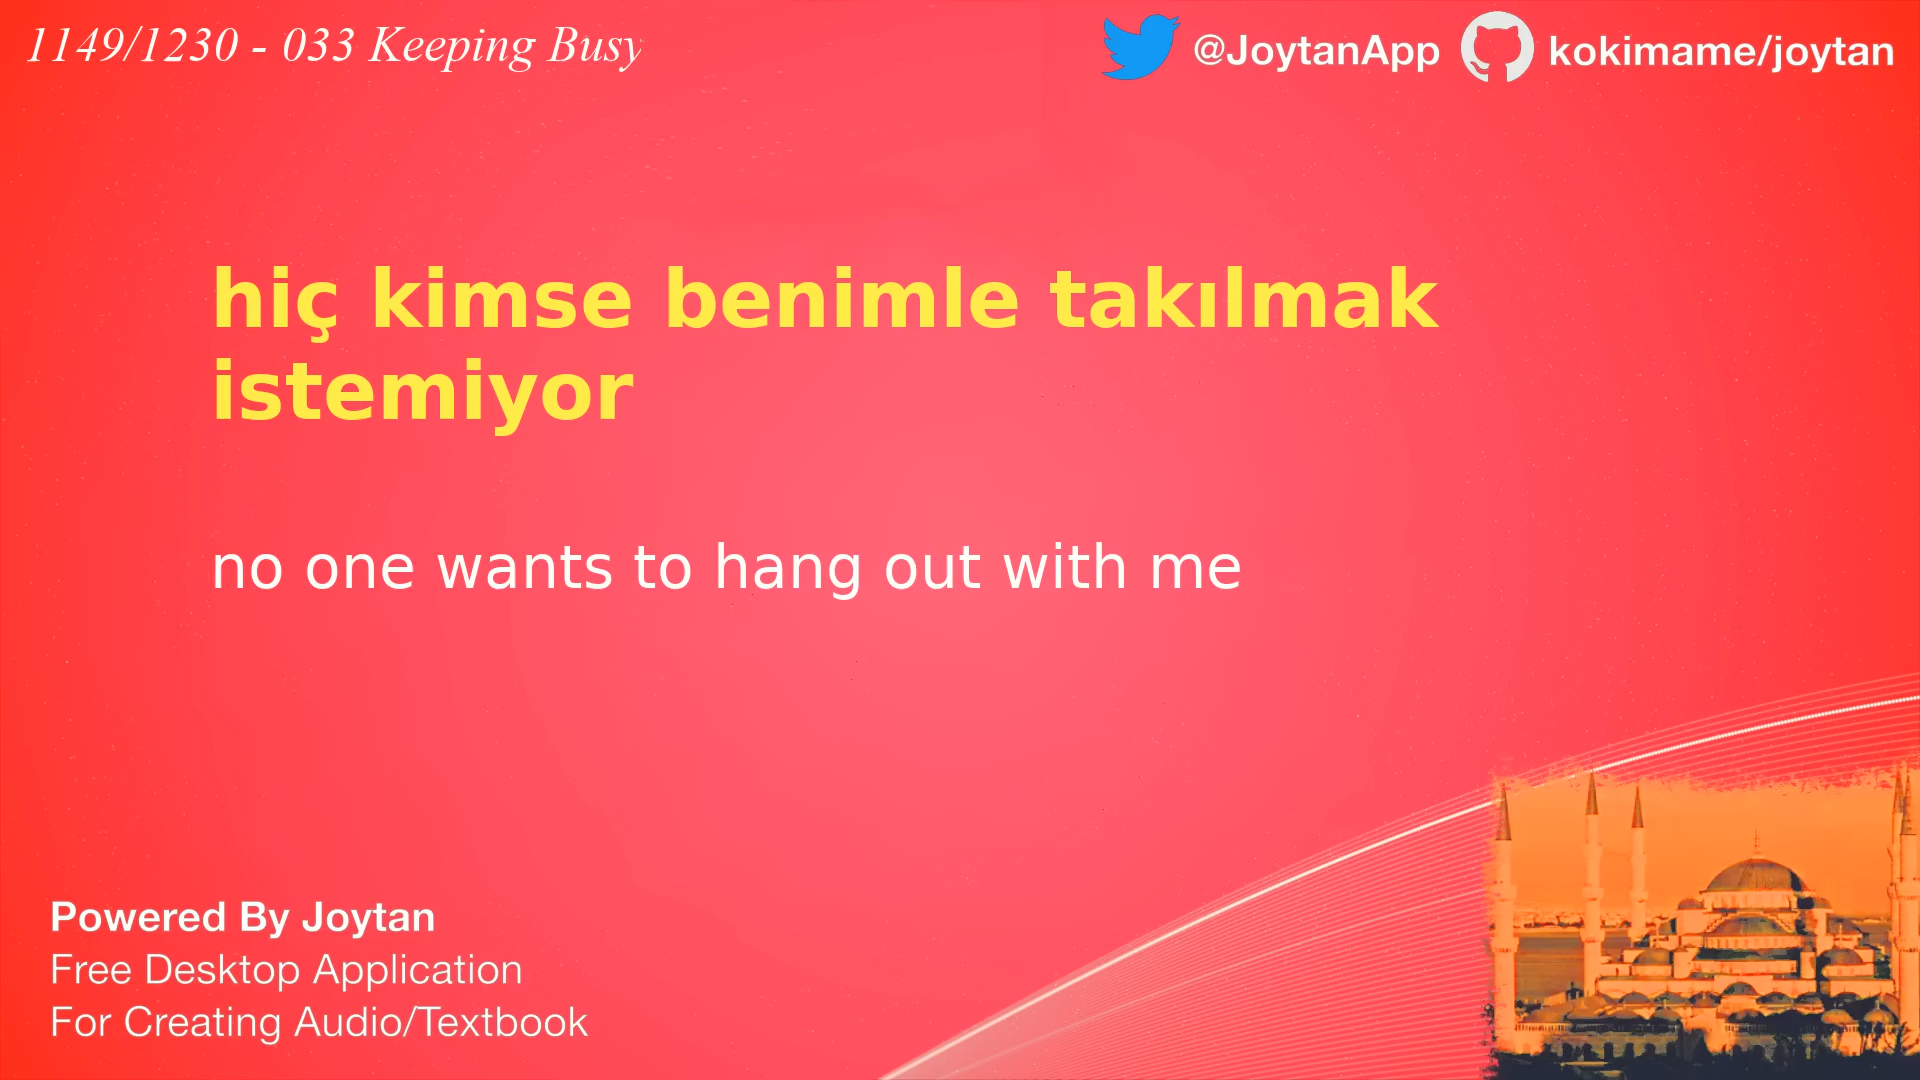 1149/1230 - 033 Keeping Busy
@JoytanApp
kokimame/joytan
hiç kimse benimle takılmak
istemiyor
no one wants to hang out with me
Powered By Joytan
Free Desktop Application
For Creating Audio/Textbook